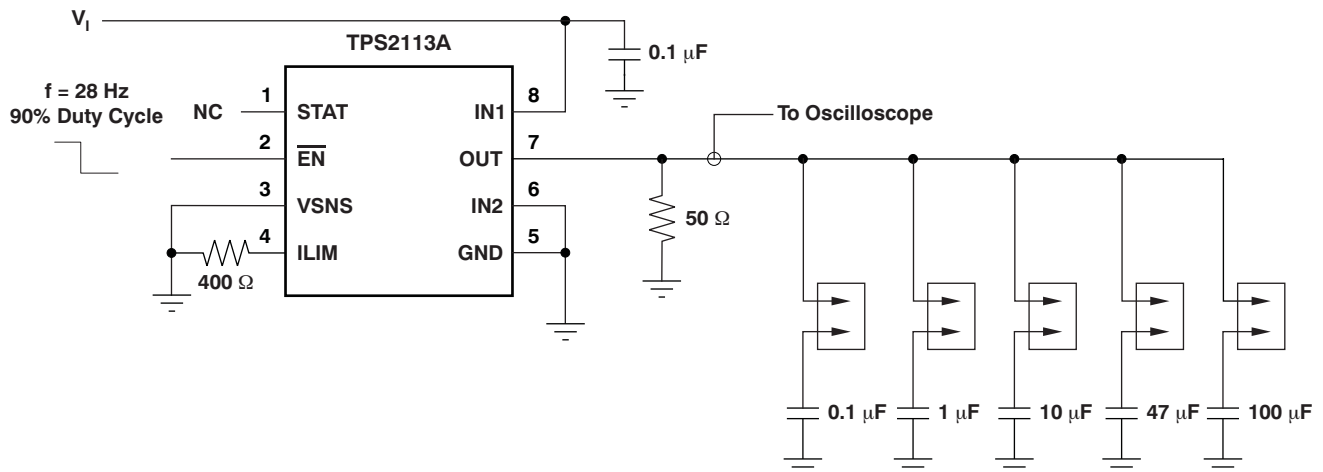 VI
TPS2113A
0.1 μF
f = 28 Hz
90% Duty Cycle
NC
1
STAT
IN1
8
To Oscilloscope
2
EN
OUT
7
3
VSNS
IN2
6
50 Ω
4
ILIM
GND
5
400 Ω
0.1 μF
1 μF
10 μF
47 μF
100 μF